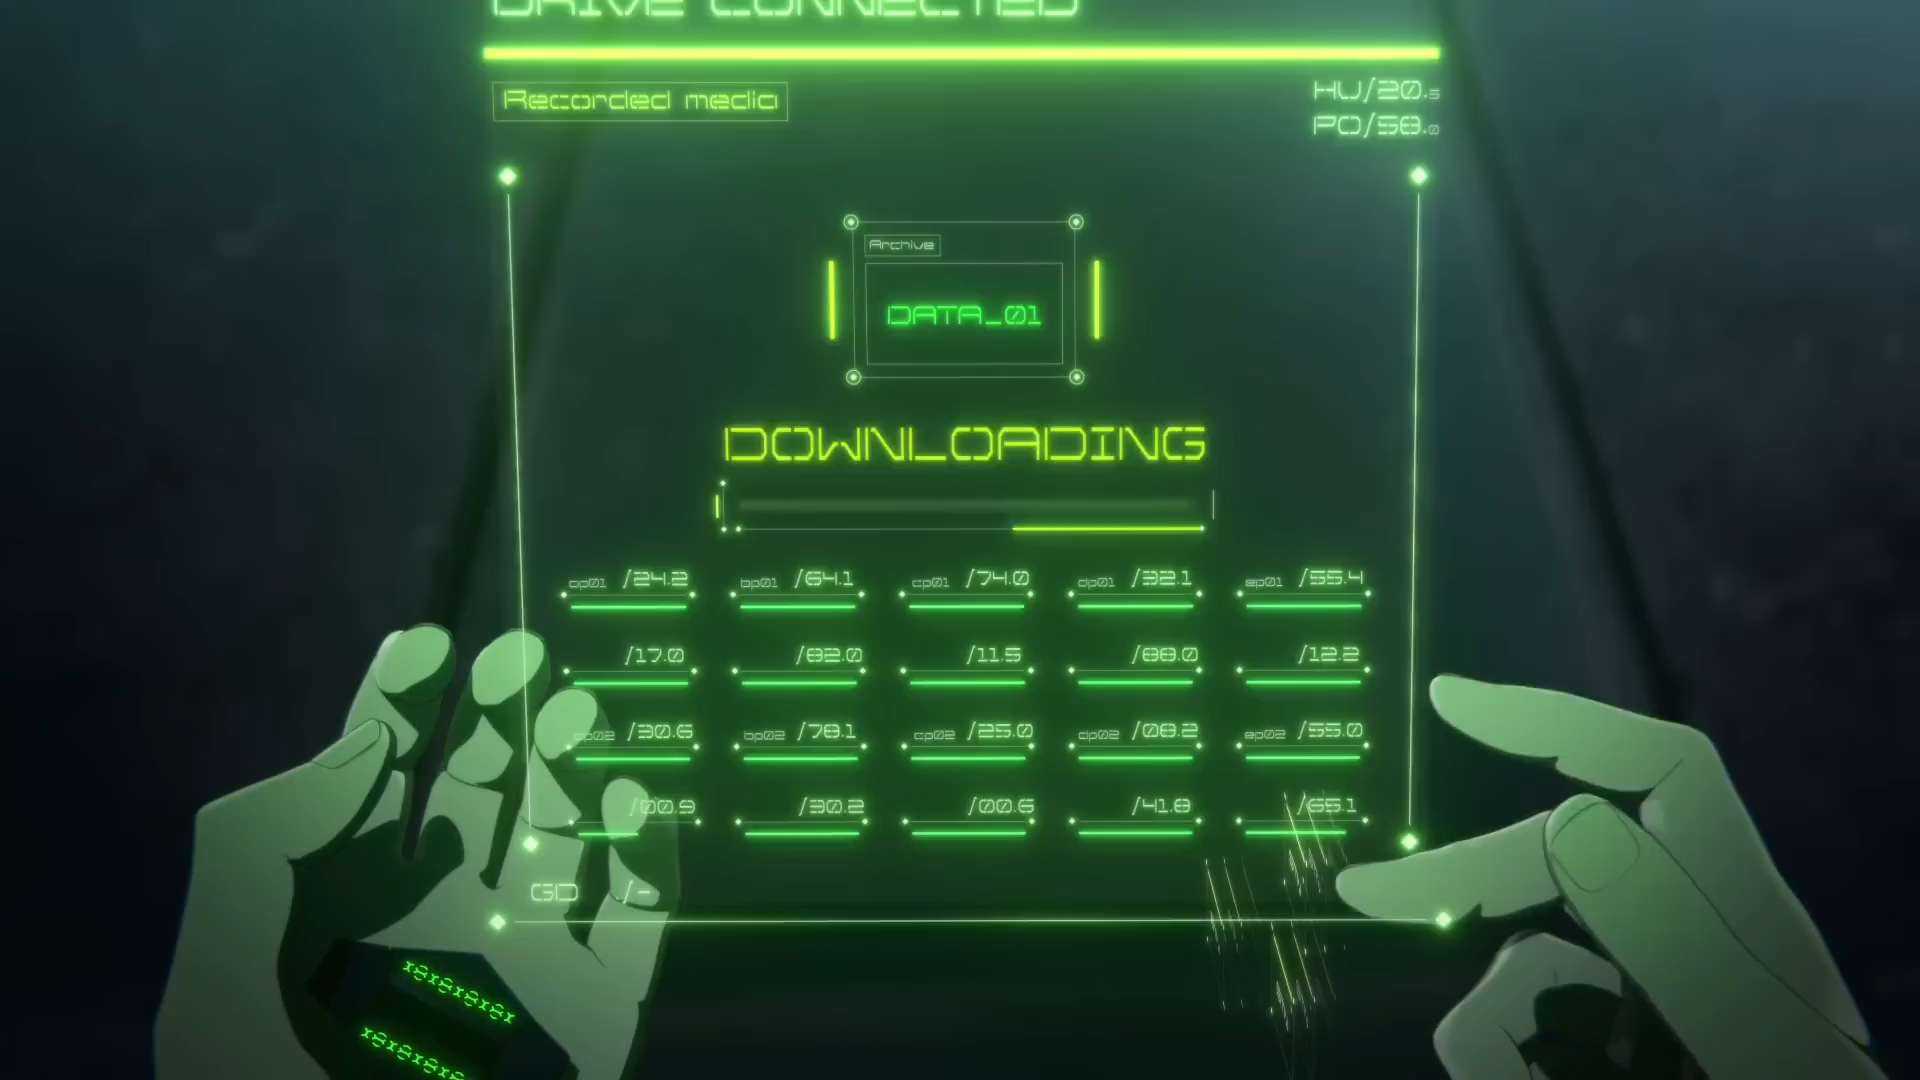 DRIVE CONNECTED
Recorded media
HU/20.5
PO/58.0
Archive
DATA_01
DOWNLOADING
ap01 /24.2 bp01 /64.1 cp01 /74.0 dp01 /32.1 ep01 /55.4
/17.0 /82.0 /11.5 /88.0 /12.2
ap02 /30.6 bp02 /78.1 cp02 /25.0 dp02 /08.2 ep02 /55.0
/00.9 /30.2 /00.6 /41.8 /65.1
GD /-